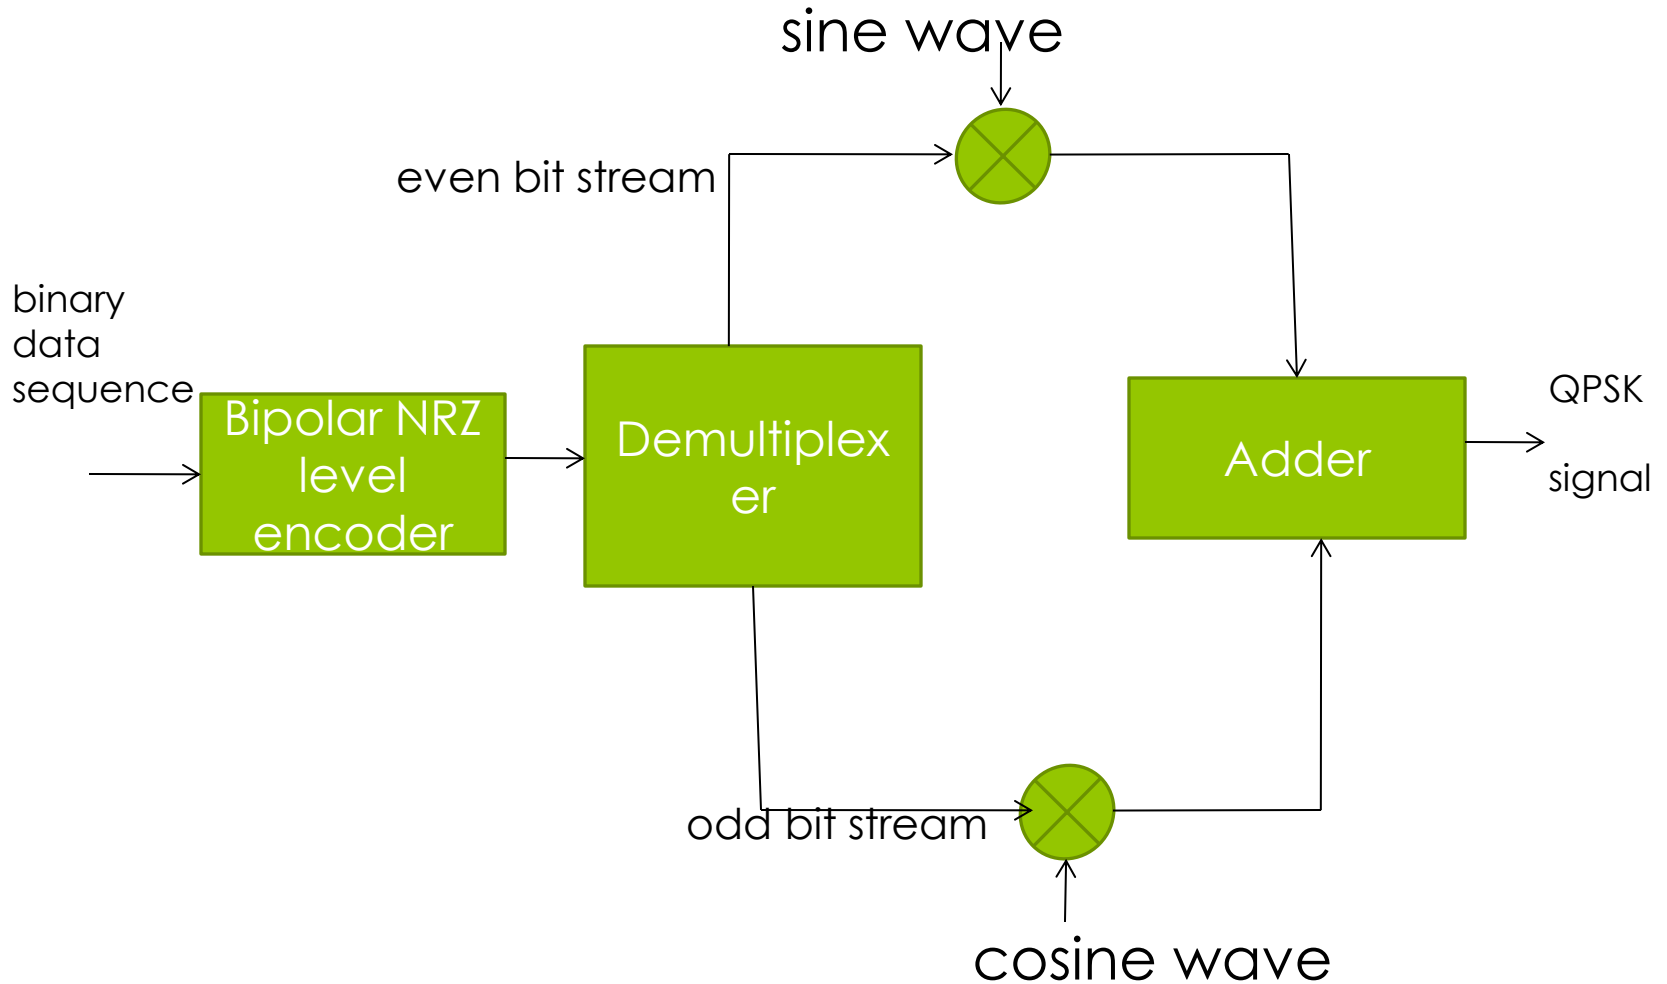 sine wave
even bit stream
binary
data
sequence
Bipolar NRZ
level
encoder
Demultiplex
er
Adder
QPSK
signal
odd bit stream
cosine wave